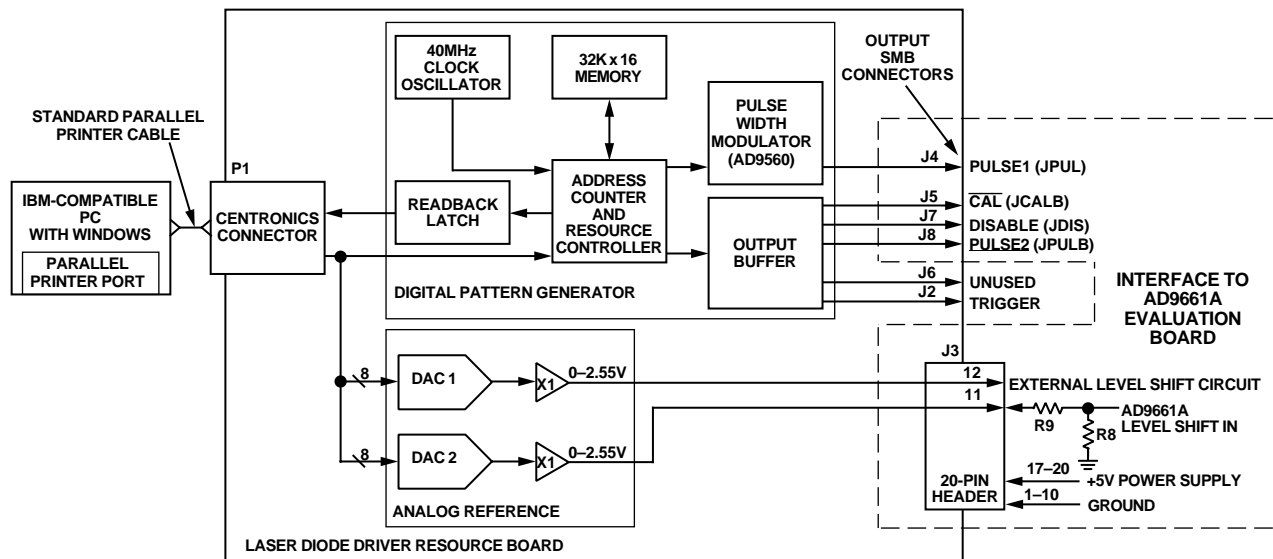 40MHz
CLOCK
OSCILLATOR
32K x 16
MEMORY
OUTPUT
SMB
CONNECTORS
STANDARD PARALLEL
PRINTER CABLE
PULSE
WIDTH
MODULATOR
(AD9560)
P1
J4
PULSE1 (JPUL)
IBM-COMPATIBLE
PC
WITH WINDOWS
PARALLEL
PRINTER PORT
CENTRONICS
CONNECTOR
READBACK
LATCH
ADDRESS
COUNTER
AND
RESOURCE
CONTROLLER
OUTPUT
BUFFER
J5
CAL (JCALB)
J7
DISABLE (JDIS)
J8
PULSE2 (JPULB)
J6
UNUSED
J2
TRIGGER
DIGITAL PATTERN GENERATOR
INTERFACE TO
AD9661A
EVALUATION
BOARD
J3
8
DAC 1
X1
0–2.55V
12
EXTERNAL LEVEL SHIFT CIRCUIT
11
R9
R8
AD9661A
LEVEL SHIFT IN
8
DAC 2
X1
0–2.55V
20-PIN
HEADER
17–20
+5V POWER SUPPLY
1–10
GROUND
ANALOG REFERENCE
LASER DIODE DRIVER RESOURCE BOARD